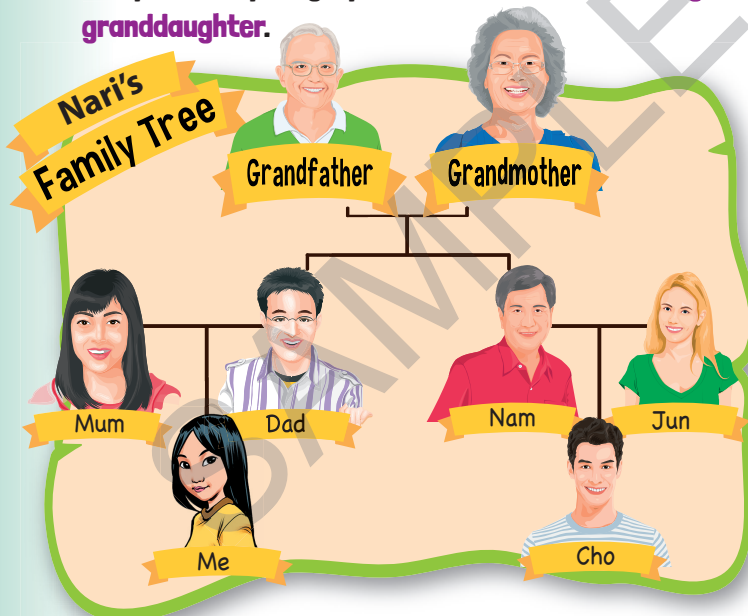 granddaughter.
Nari's
Family Tree
Grandfather
Grandmother
Mum
Dad
Nam
Jun
Me
Cho
SAMPLE